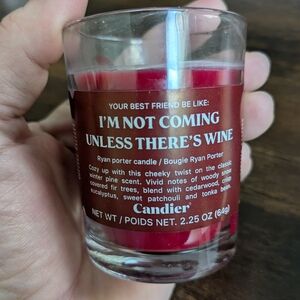 YOUR BEST FRIEND BE LIKE:
I'M NOT COMING
UNLESS THERE'S WINE
Ryan porter candle / Bougie Ryan Porter
Cozy up with this cheeky twist on the classic
winter pine scent. Vivid notes of woody snow
covered fir trees, blend with cedarwood,
eucalyptus, sweet patchouli and tonka bean.
Candier
NET WT / POIDS NET. 2.25 OZ (64g)